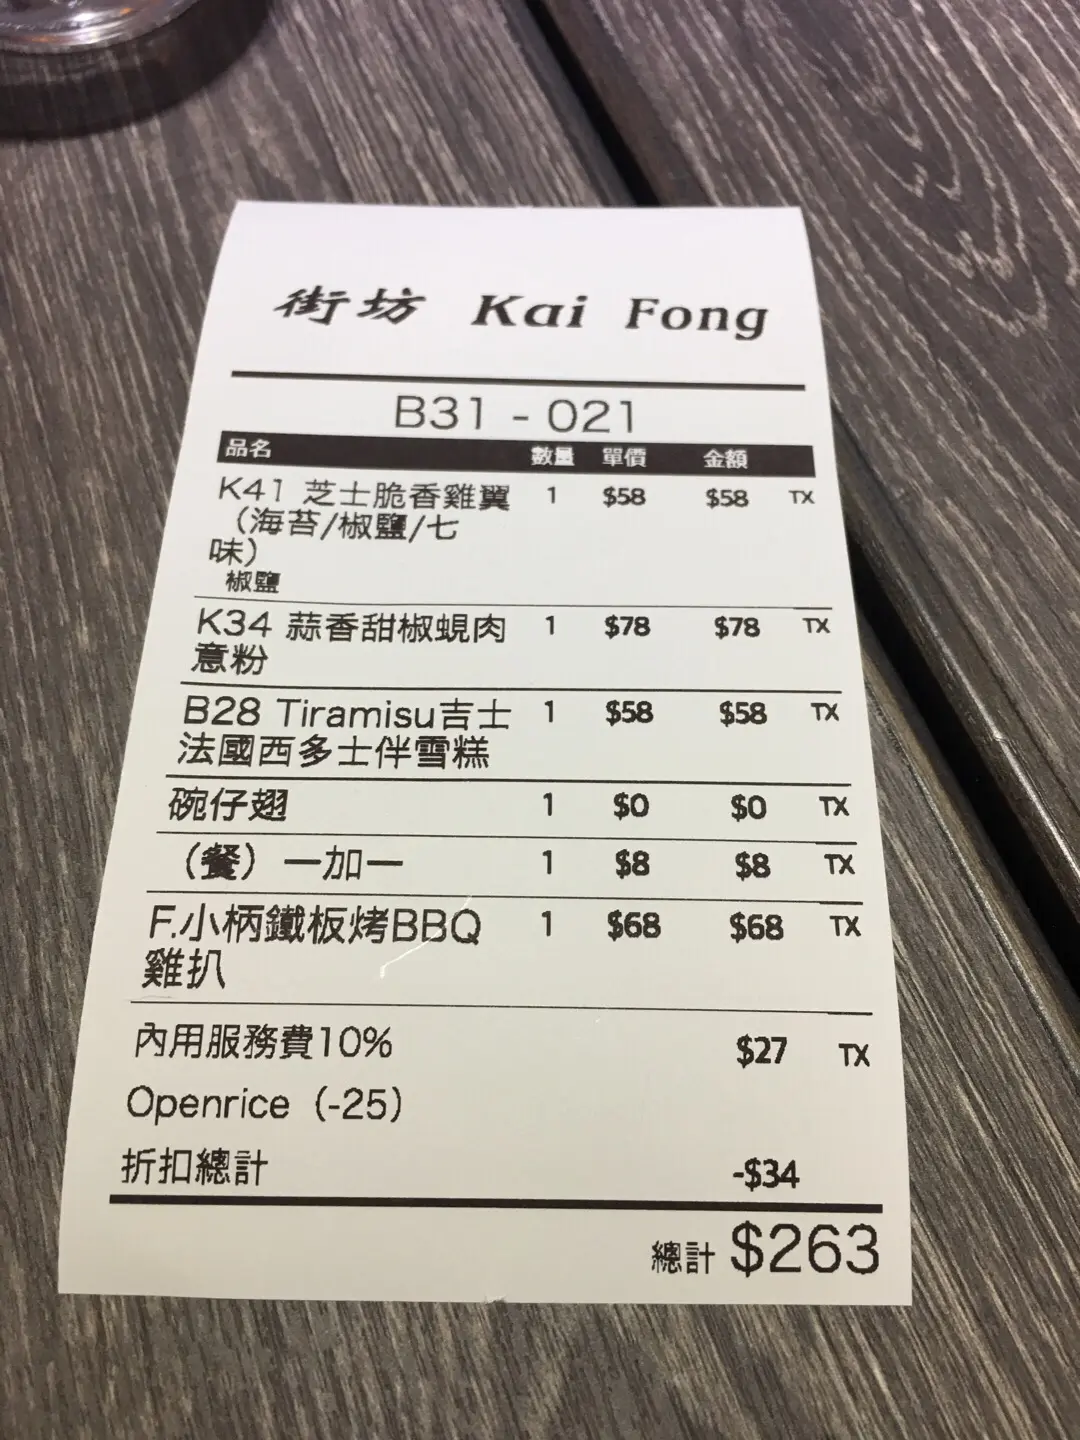 街坊 Kai Fong
B31 - 021
品名 數量 單價 金額
K41 芝士脆香雞翼 1 $58 $58 TX
（海苔/椒鹽/七
味）
椒鹽
K34 蒜香甜椒蜆肉 1 $78 $78 TX
意粉
B28 Tiramisu吉士 1 $58 $58 TX
法國西多士伴雪糕
碗仔翅 1 $0 $0 TX
（餐）一加一 1 $8 $8 TX
F.小柄鐵板烤BBQ 1 $68 $68 TX
雞扒
內用服務費10% $27 TX
Openrice（-25）
折扣總計 -$34
總計 $263